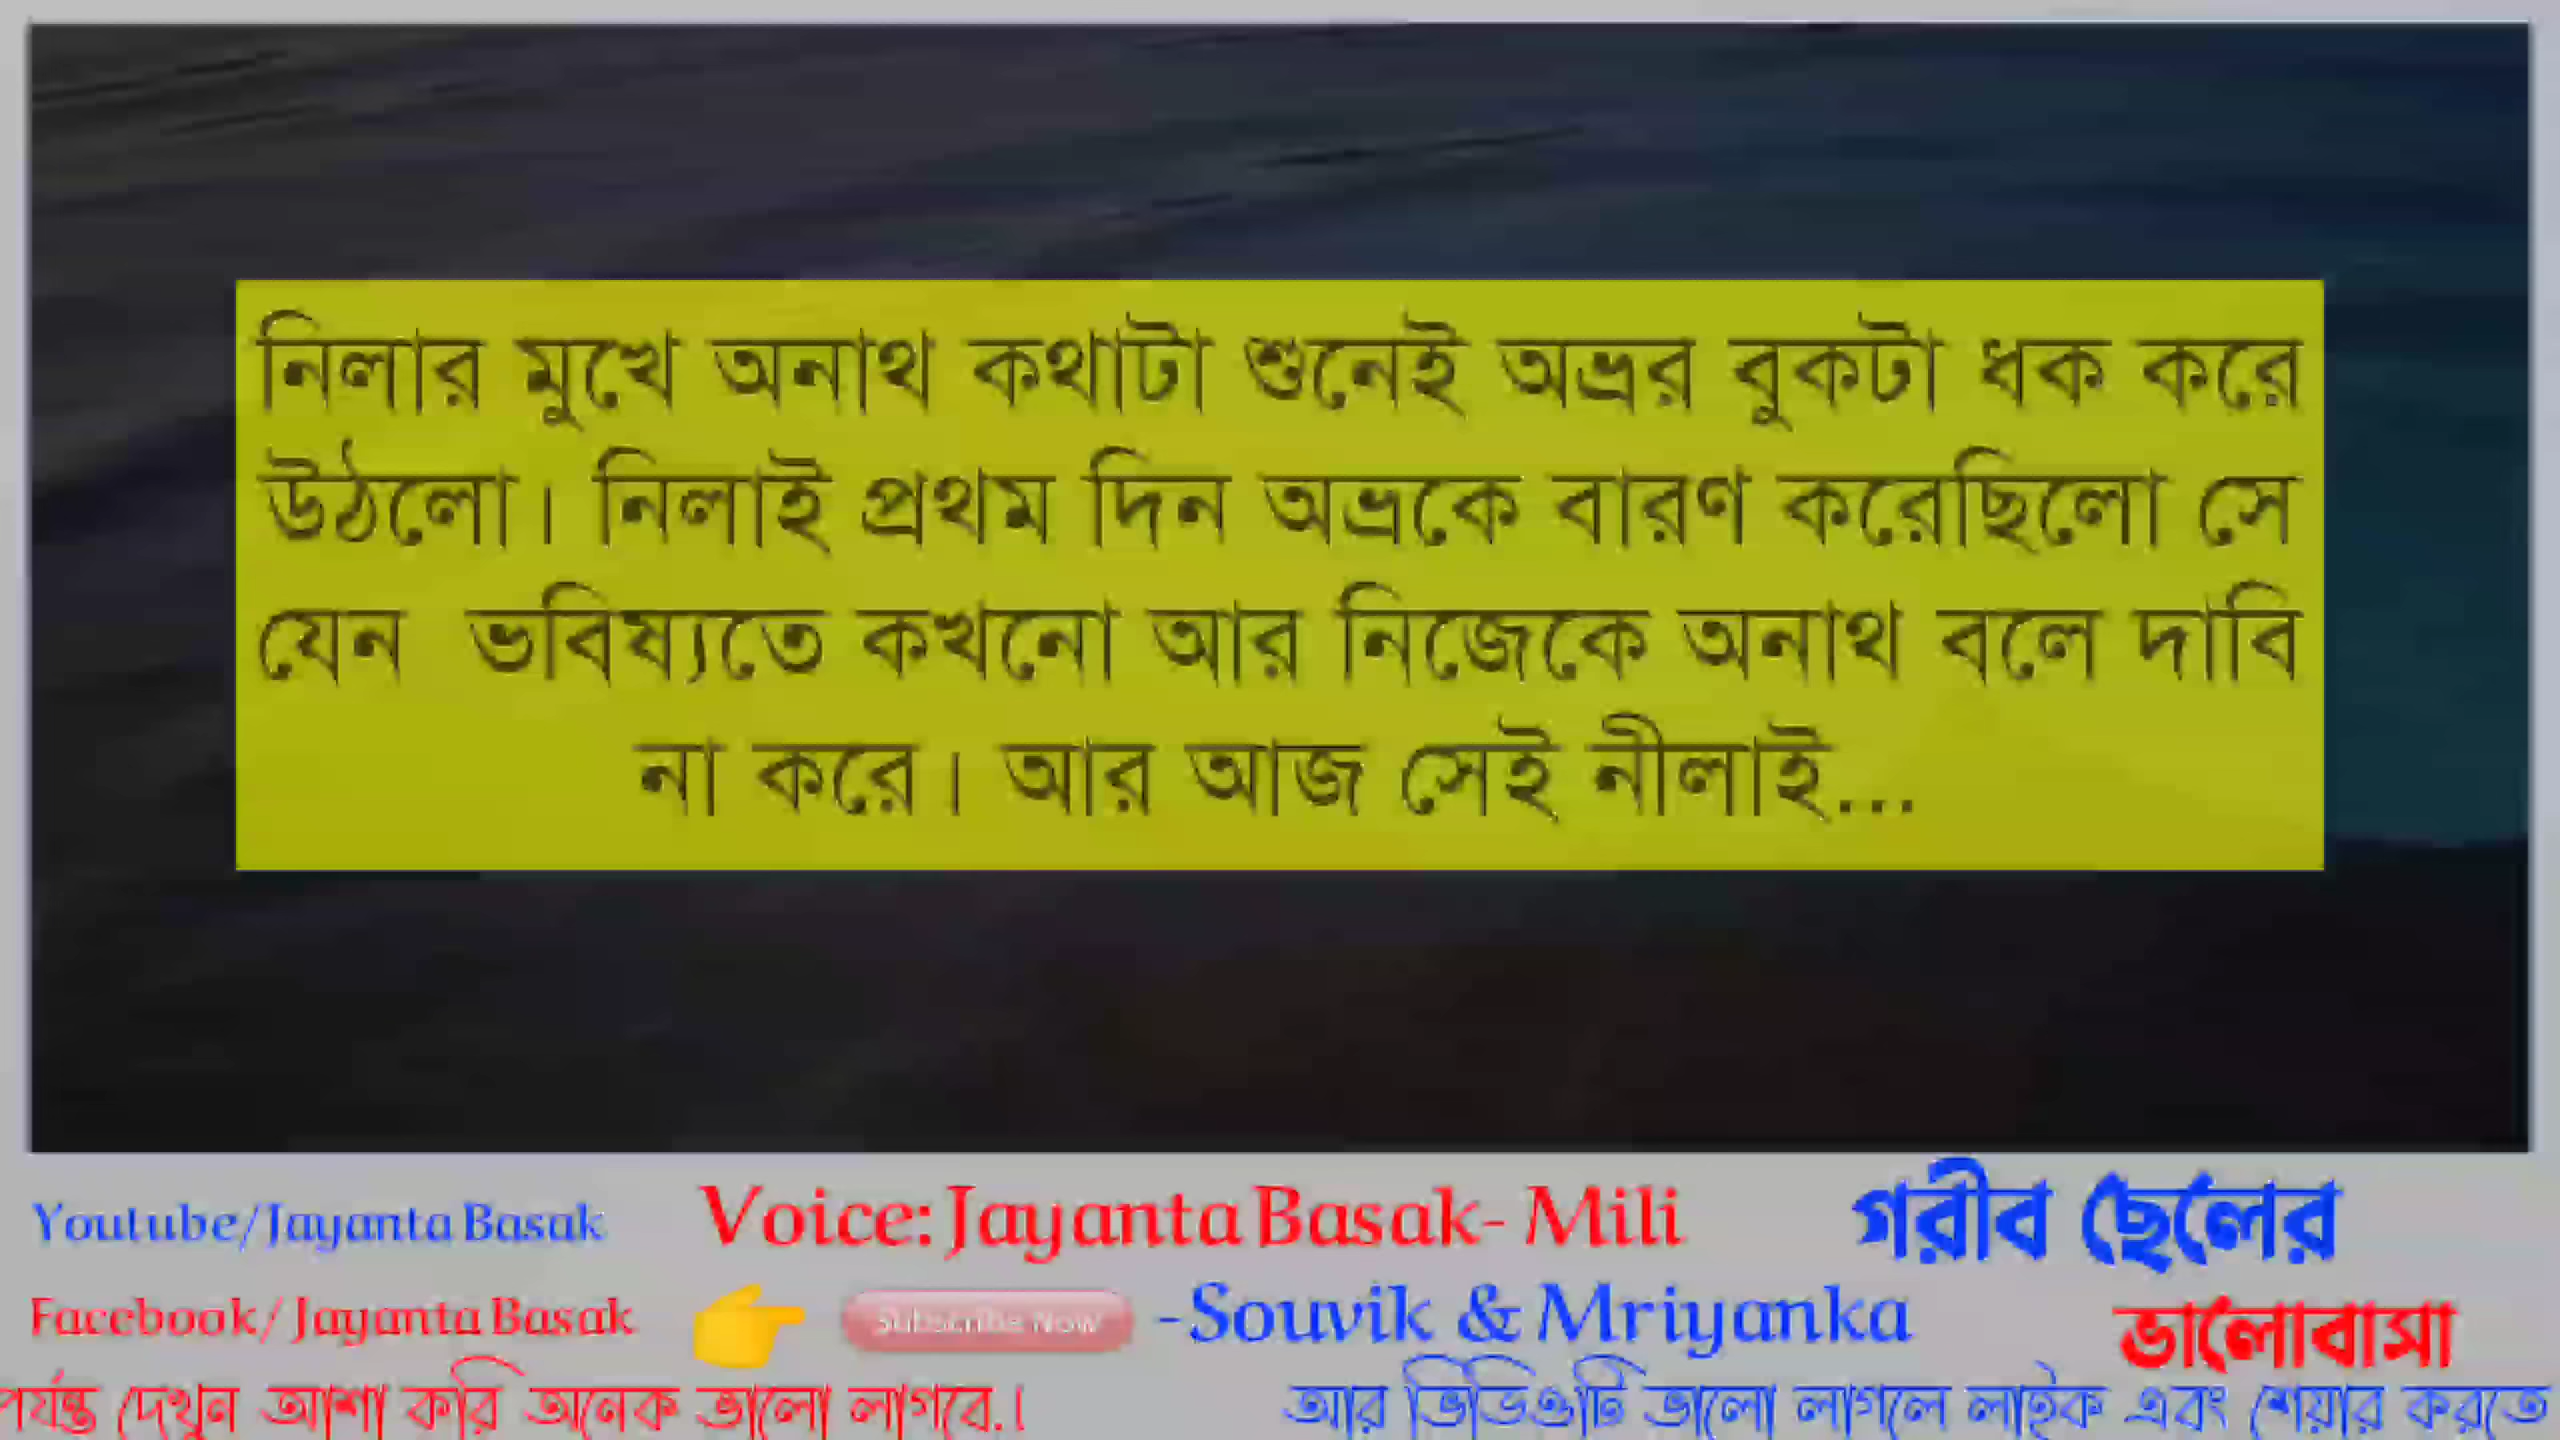 নিলার মুখে অনাথ কথাটা শুনেই অভ্রর বুকটা ধক করে
উঠলো। নিলাই প্রথম দিন অভ্রকে বারণ করেছিলো সে
যেন ভবিষ্যতে কখনো আর নিজেকে অনাথ বলে দাবি
না করে। আর আজ সেই নীলাই...
Youtube/Jayanta Basak
Voice: Jayanta Basak- Mili
গরীব ছেলের
Facebook/ Jayanta Basak
👉 Subscribe Now
-Souvik & Mriyanka
ভালোবাসা
পর্যন্ত দেখুন আশা করি অনেক ভালো লাগবে.।
আর ভিভিওটি ভালো লাগলে লাইক এবং শেয়ার করতে